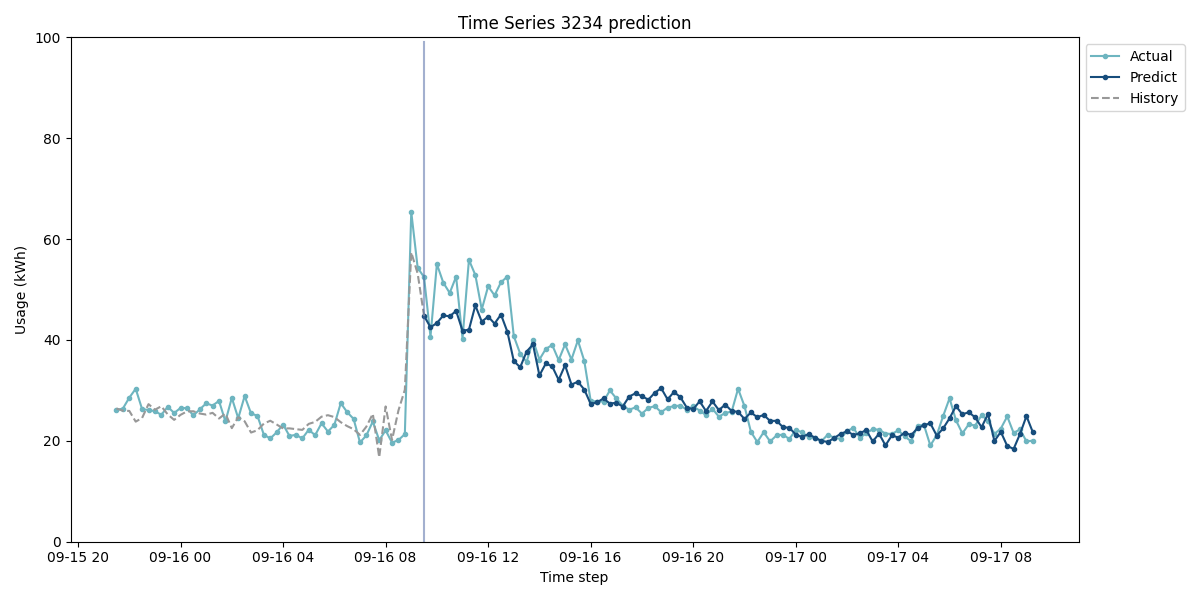 Time Series 3234 prediction
100
80
60
40
20
0
Usage (kWh)
09-15 20
09-16 00
09-16 04
09-16 08
09-16 12
09-16 16
09-16 20
09-17 00
09-17 04
09-17 08
Time step
Actual
Predict
History